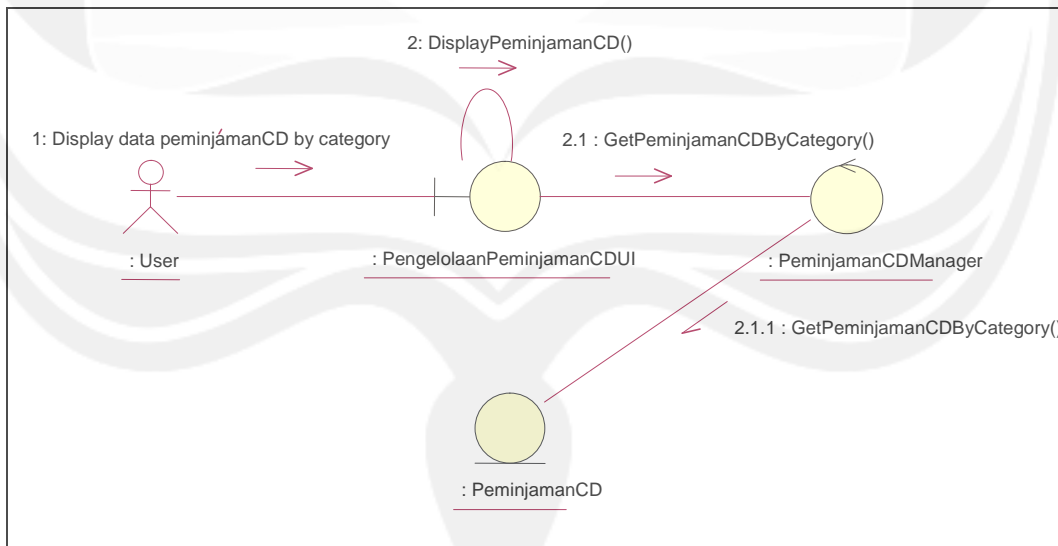 2: DisplayPeminjamanCD()
1: Display data peminjamanCD by category
2.1 : GetPeminjamanCDByCategory()
: User
: PengelolaanPeminjamanCDUI
: PeminjamanCDManager
2.1.1 : GetPeminjamanCDByCategory()
: PeminjamanCD